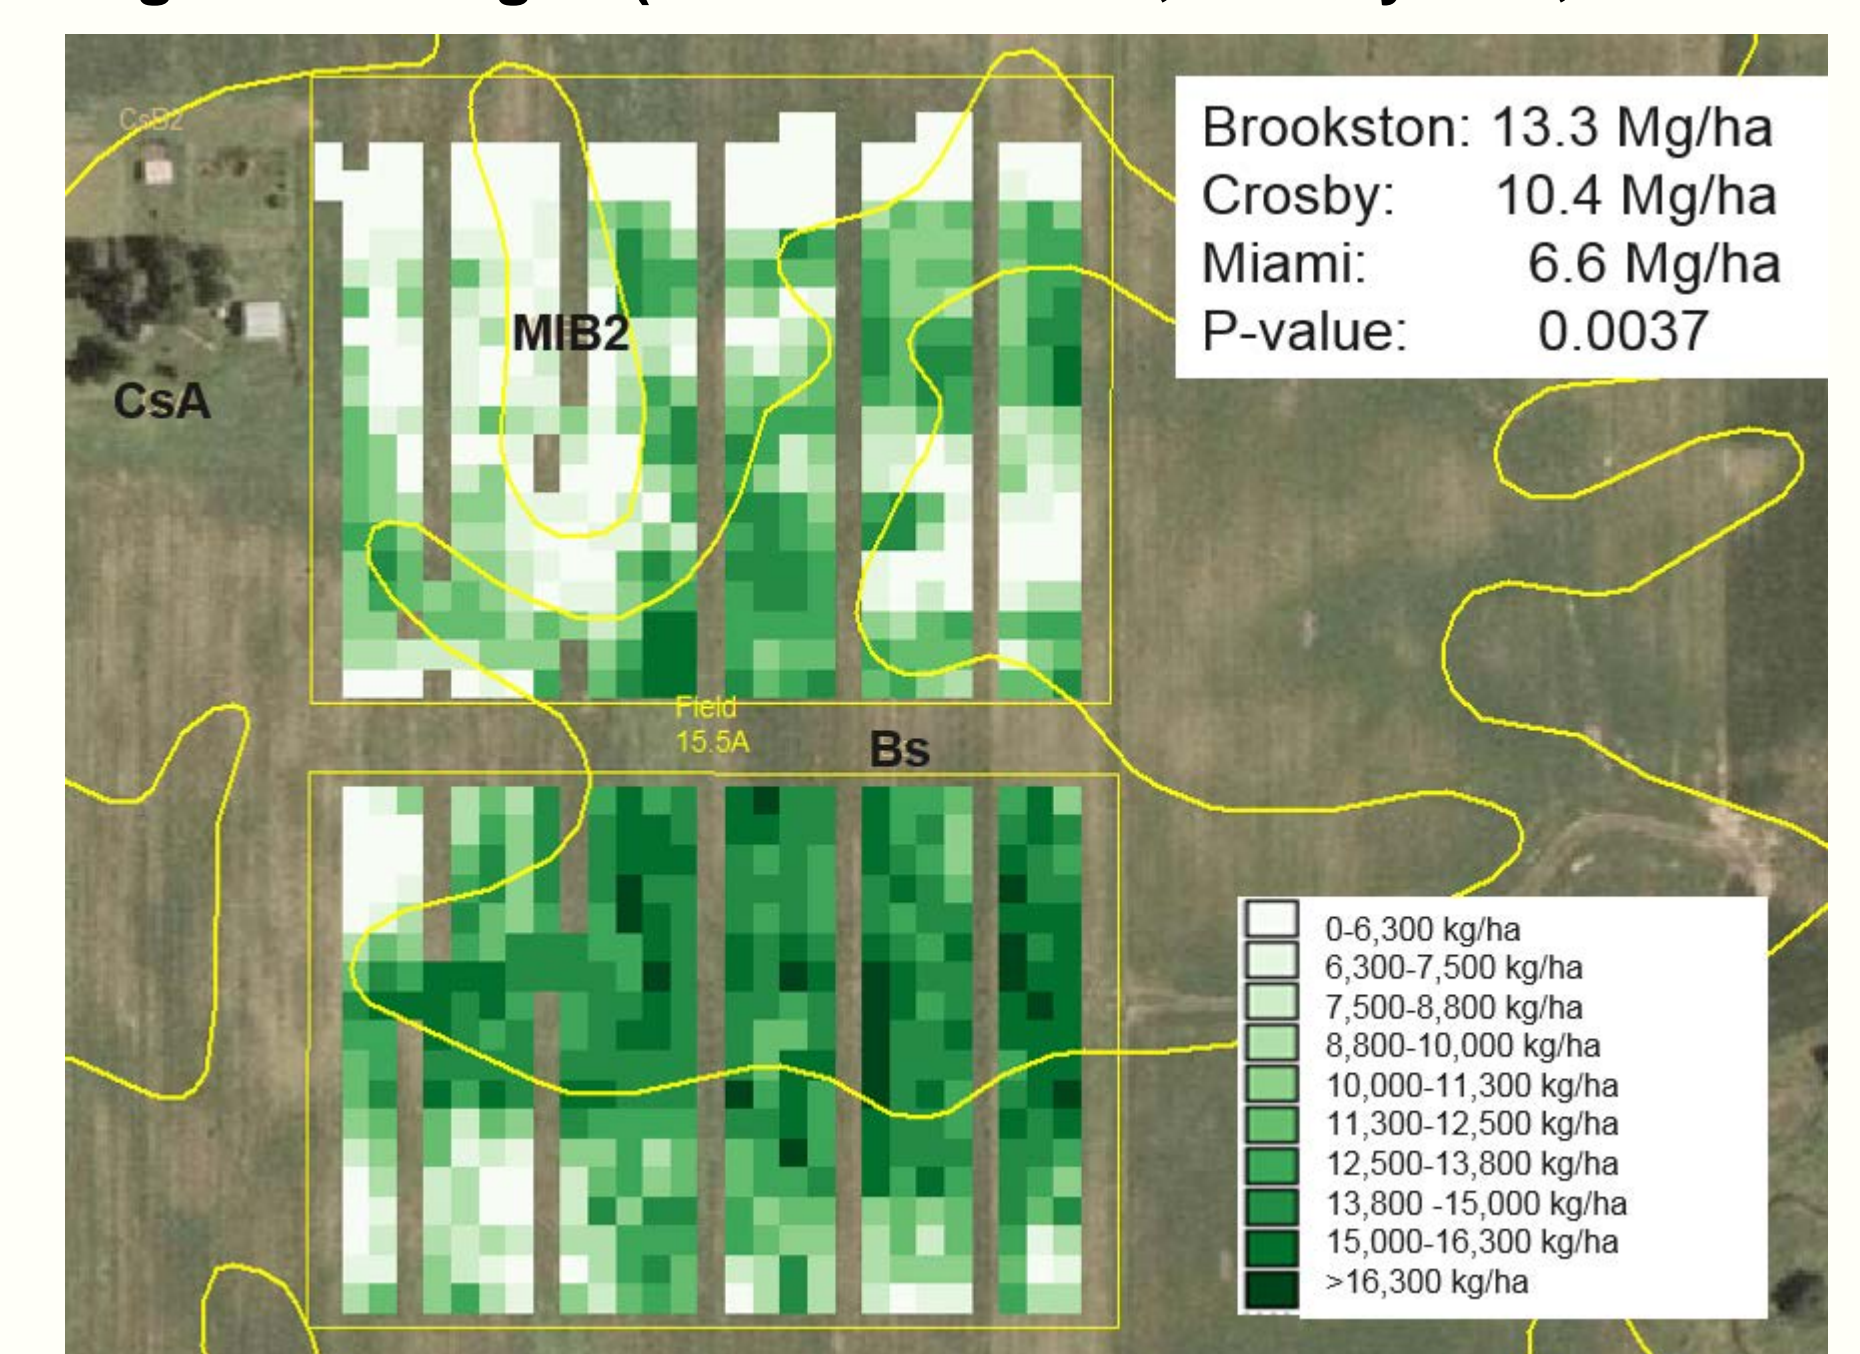 CsB2
Brookston: 13.3 Mg/ha
Crosby: 10.4 Mg/ha
Miami: 6.6 Mg/ha
P-value: 0.0037
MIB2
CsA
Field
15.5A
Bs
0-6,300 kg/ha
6,300-7,500 kg/ha
7,500-8,800 kg/ha
8,800-10,000 kg/ha
10,000-11,300 kg/ha
11,300-12,500 kg/ha
12,500-13,800 kg/ha
13,800 -15,000 kg/ha
15,000-16,300 kg/ha
>16,300 kg/ha